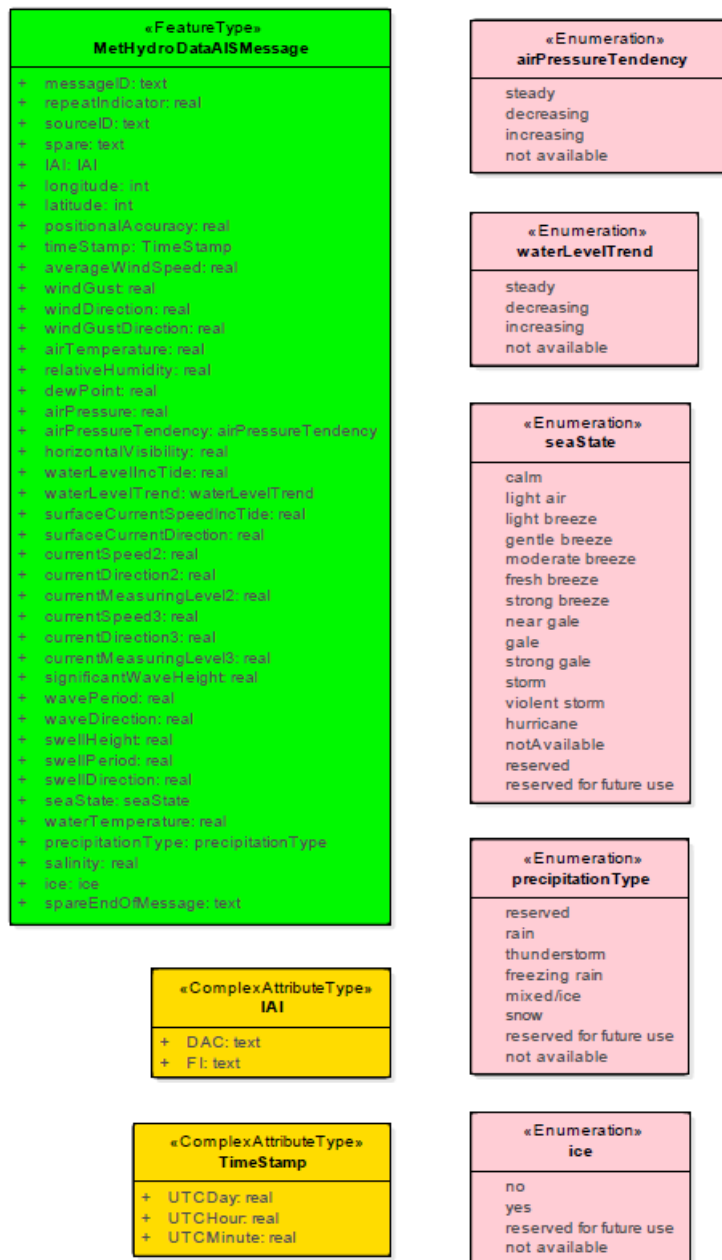 «FeatureType»
MetHydroDataAISMessage
+ messageID: text
+ repeatIndicator: real
+ sourceID: text
+ spare: text
+ IAI: IAI
+ longitude: int
+ latitude: int
+ positionalAccuracy: real
+ timeStamp: TimeStamp
+ averageWindSpeed: real
+ windGust: real
+ windDirection: real
+ windGustDirection: real
+ airTemperature: real
+ relativeHumidity: real
+ dewPoint: real
+ airPressure: real
+ airPressureTendency: airPressureTendency
+ horizontalVisibility: real
+ waterLevelIncTide: real
+ waterLevelTrend: waterLevelTrend
+ surfaceCurrentSpeedIncTide: real
+ surfaceCurrentDirection: real
+ currentSpeed2: real
+ currentDirection2: real
+ currentMeasuringLevel2: real
+ currentSpeed3: real
+ currentDirection3: real
+ currentMeasuringLevel3: real
+ significantWaveHeight: real
+ wavePeriod: real
+ waveDirection: real
+ swellHeight: real
+ swellPeriod: real
+ swellDirection: real
+ seaState: seaState
+ waterTemperature: real
+ precipitationType: precipitationType
+ salinity: real
+ ice: ice
+ spareEndOfMessage: text
«ComplexAttributeType»
IAI
+ DAC: text
+ FI: text
«ComplexAttributeType»
TimeStamp
+ UTCDay: real
+ UTCHour: real
+ UTCMinute: real
«Enumeration»
airPressureTendency
steady
decreasing
increasing
not available
«Enumeration»
waterLevelTrend
steady
decreasing
increasing
not available
«Enumeration»
seaState
calm
light air
light breeze
gentle breeze
moderate breeze
fresh breeze
strong breeze
near gale
gale
strong gale
storm
violent storm
hurricane
notAvailable
reserved
reserved for future use
«Enumeration»
precipitationType
reserved
rain
thunderstorm
freezing rain
mixed/ice
snow
reserved for future use
not available
«Enumeration»
ice
no
yes
reserved for future use
not available